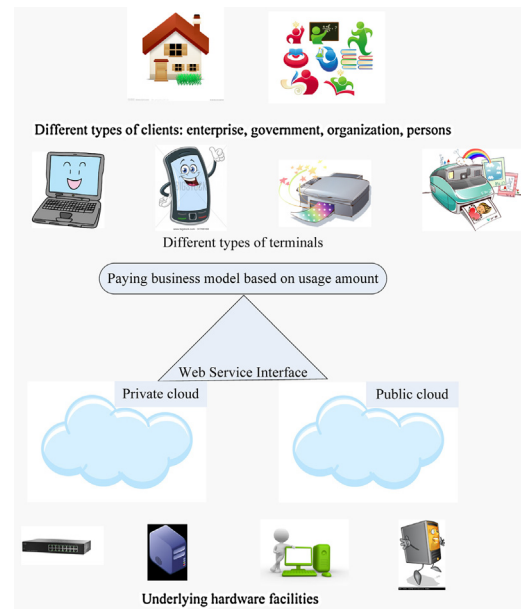 Different types of clients: enterprise, government, organization, persons
Different types of terminals
Paying business model based on usage amount
Web Service Interface
Private cloud
Public cloud
Underlying hardware facilities